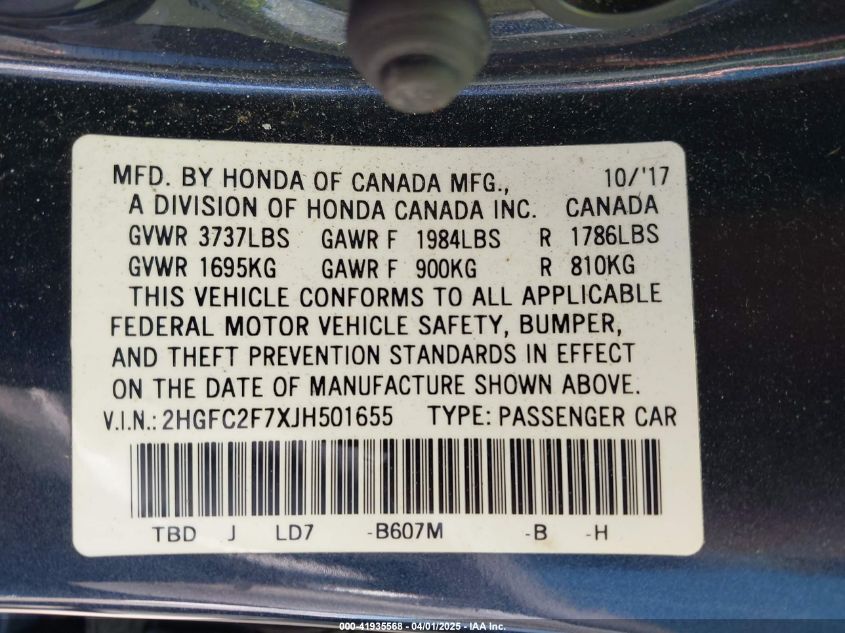 MFD. BY HONDA OF CANADA MFG., 10/'17
A DIVISION OF HONDA CANADA INC. CANADA
GVWR 3737LBS GAWR F 1984LBS R 1786LBS
GVWR 1695KG GAWR F 900KG R 810KG
THIS VEHICLE CONFORMS TO ALL APPLICABLE
FEDERAL MOTOR VEHICLE SAFETY, BUMPER,
AND THEFT PREVENTION STANDARDS IN EFFECT
ON THE DATE OF MANUFACTURE SHOWN ABOVE.
V.I.N.: 2HGFC2F7XJH501655 TYPE: PASSENGER CAR
TBD J LD7 -B607M -B -H
000-41935568 - 04/01/2025 - IAA Inc.